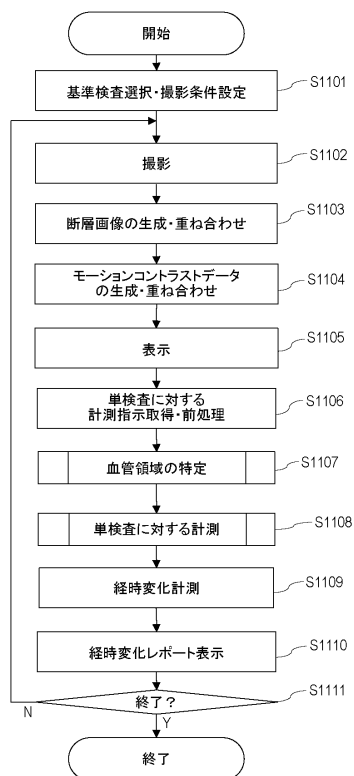 開始
基準検査選択・撮影条件設定
S1101
撮影
S1102
断層画像の生成・重ね合わせ
S1103
モーションコントラストデータ
の生成・重ね合わせ
S1104
表示
S1105
単検査に対する
計測指示取得・前処理
S1106
血管領域の特定
S1107
単検査に対する計測
S1108
経時変化計測
S1109
経時変化レポート表示
S1110
終了？
S1111
N
Y
終了